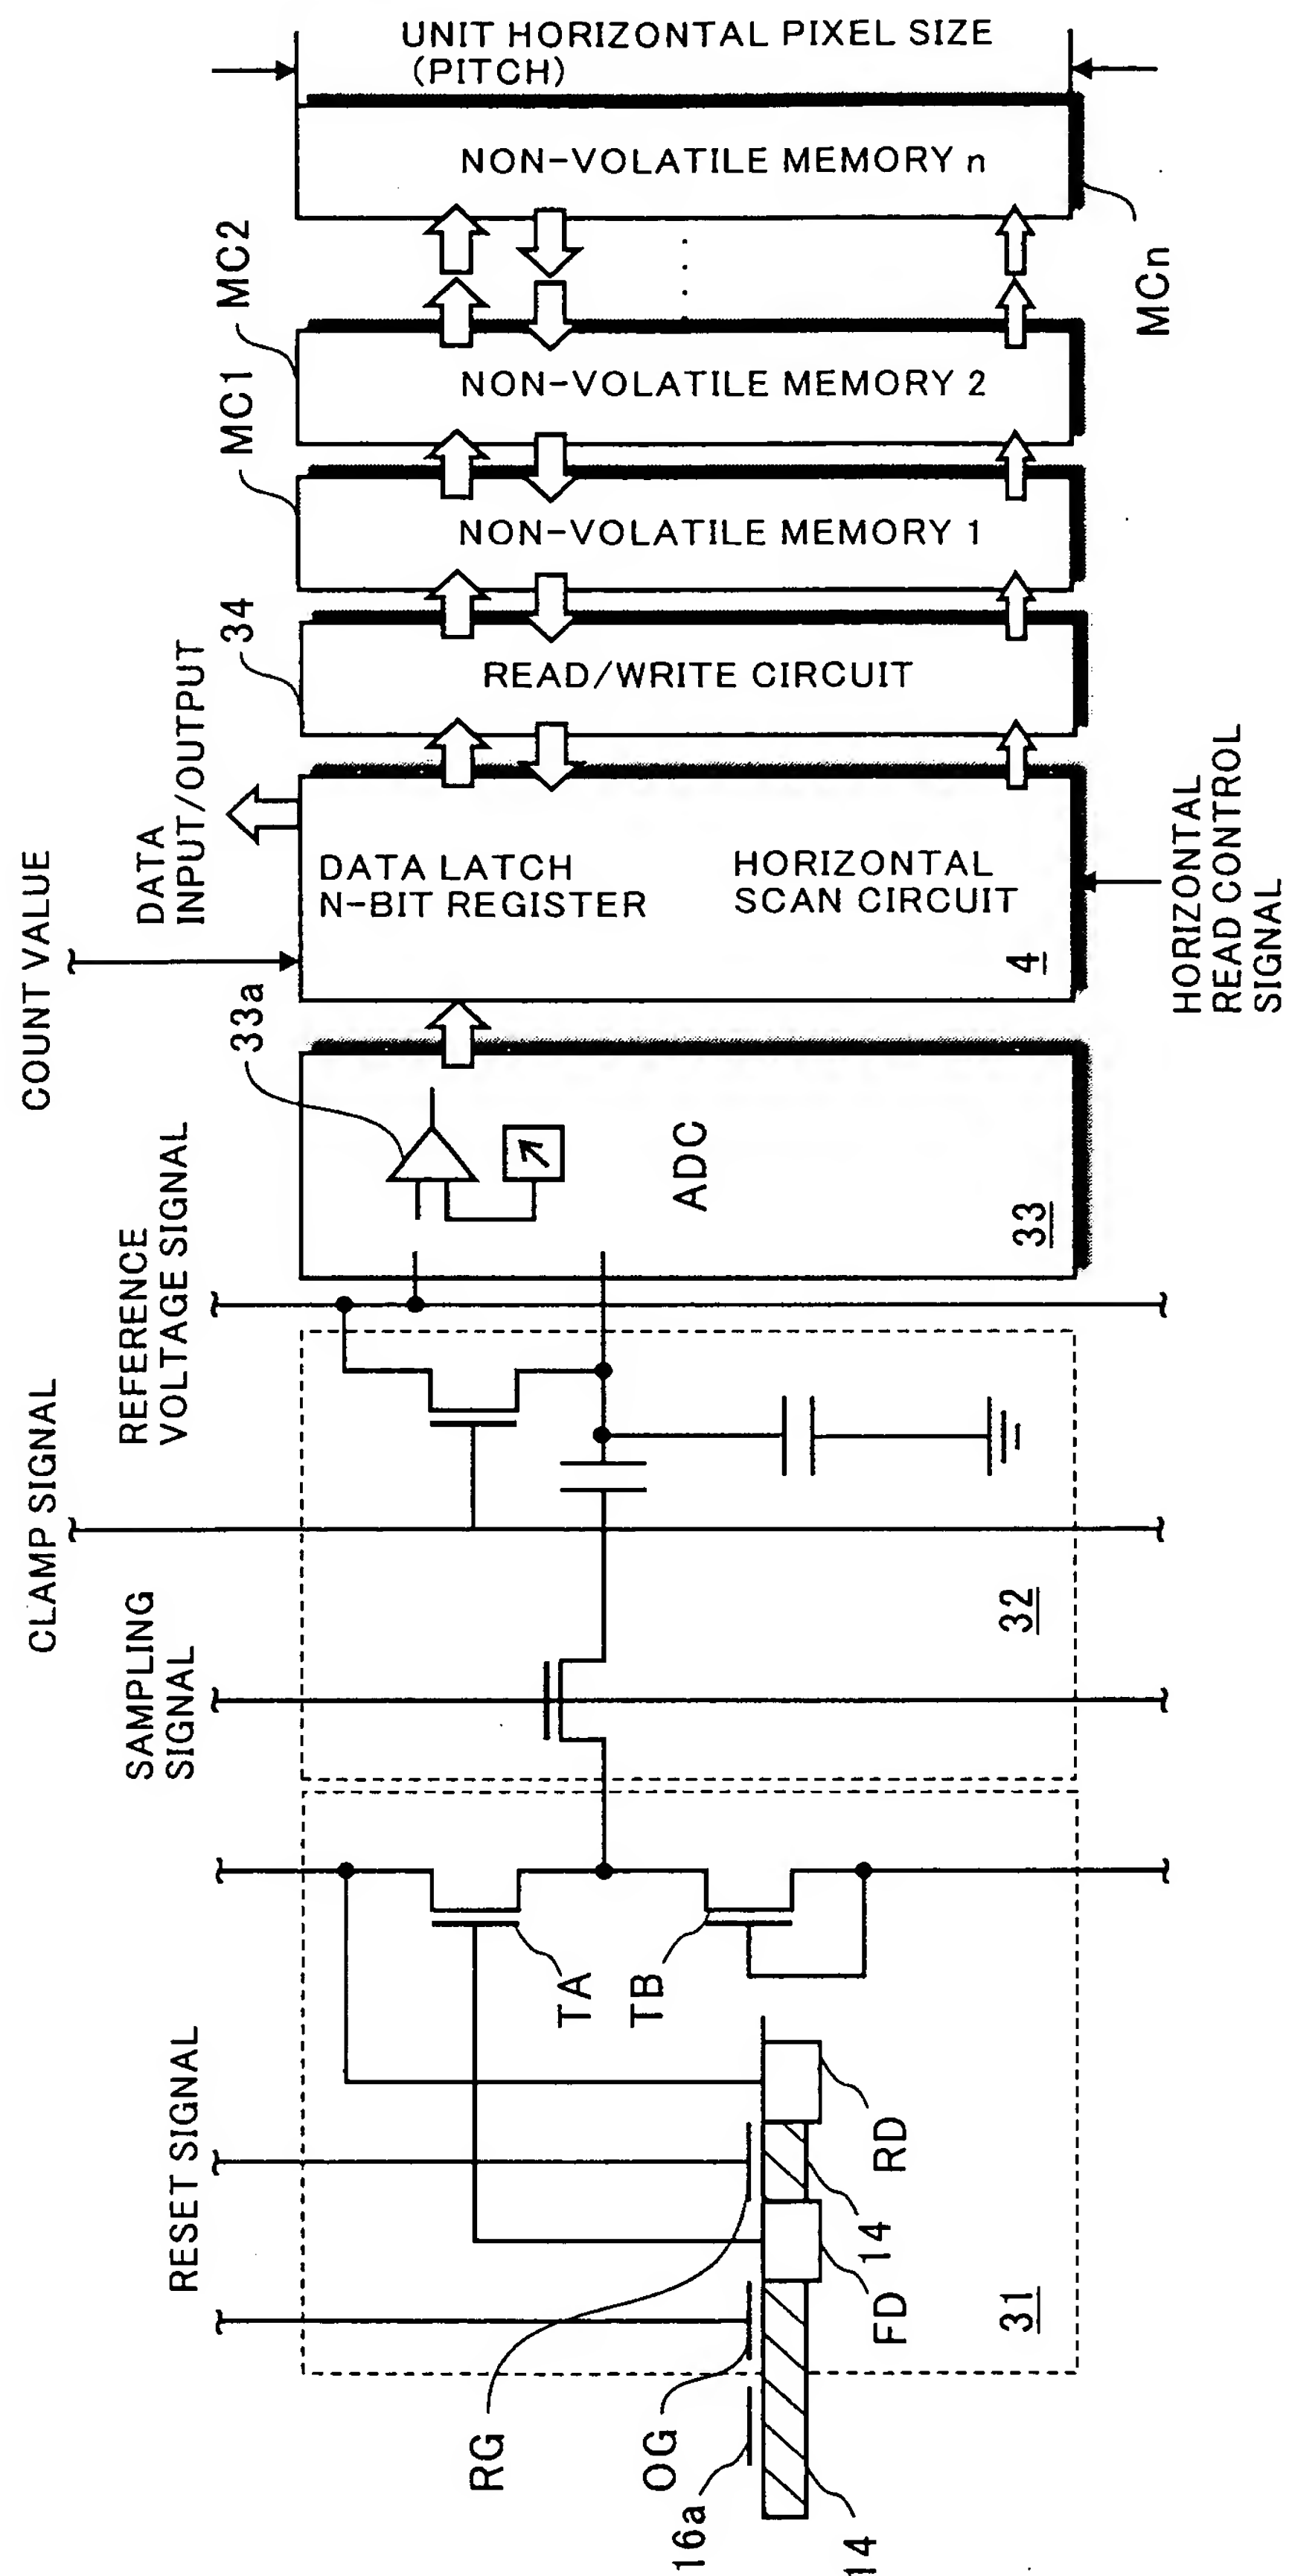 UNIT HORIZONTAL PIXEL SIZE
(PITCH)
NON-VOLATILE MEMORY n
MCn
MC2
NON-VOLATILE MEMORY 2
MC1
NON-VOLATILE MEMORY 1
34
READ/WRITE CIRCUIT
DATA
INPUT/OUTPUT
COUNT VALUE
DATA LATCH
N-BIT REGISTER
HORIZONTAL
SCAN CIRCUIT
4
HORIZONTAL
READ CONTROL
SIGNAL
33a
ADC
33
REFERENCE
VOLTAGE SIGNAL
CLAMP SIGNAL
SAMPLING
SIGNAL
32
TA
TB
RESET SIGNAL
RD
14
FD
31
RG
OG
16a
14